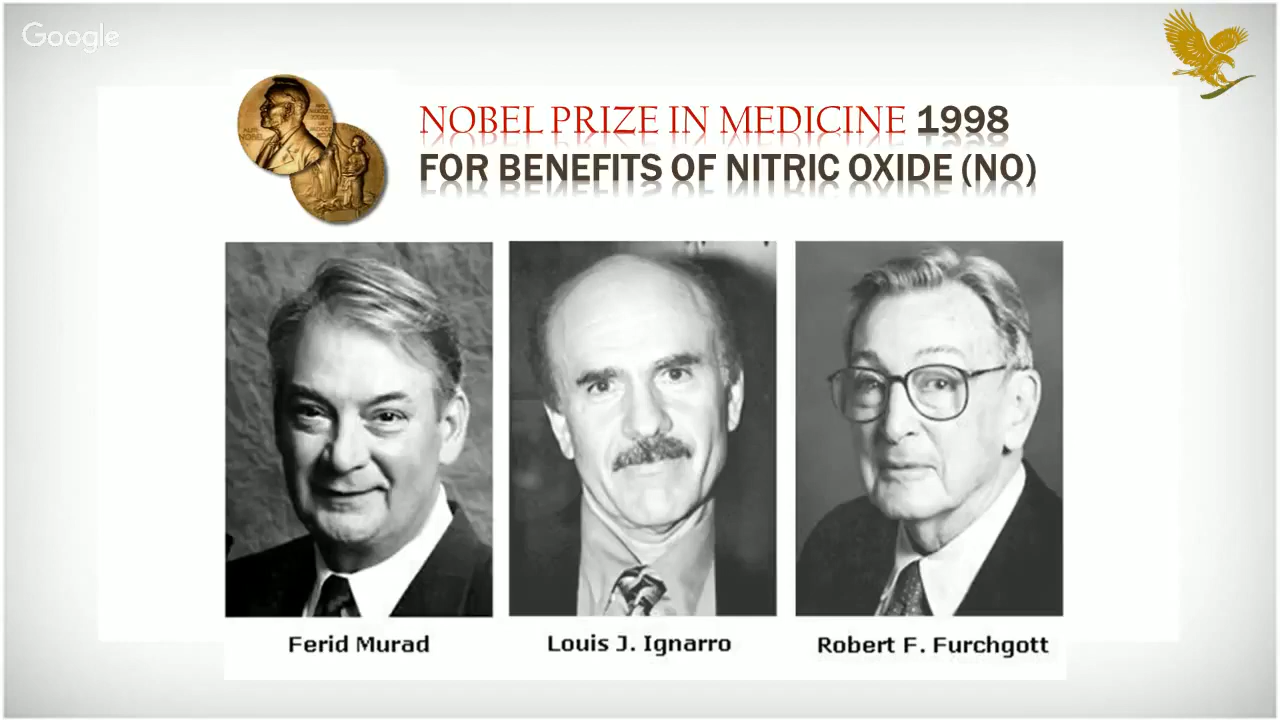 Google
NOBEL PRIZE IN MEDICINE 1998
FOR BENEFITS OF NITRIC OXIDE (NO)
Ferid Murad
Louis J. Ignarro
Robert F. Furchgott